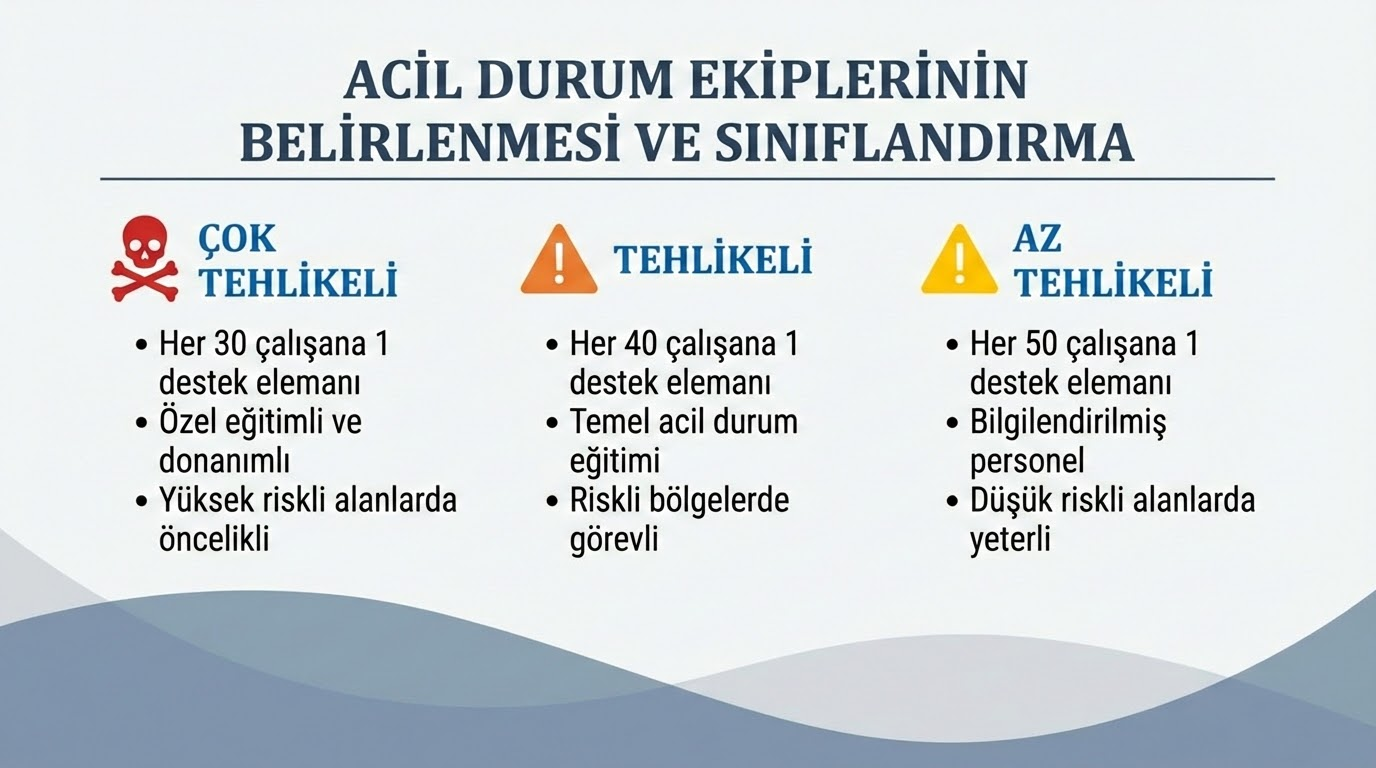 ACİL DURUM EKİPLERİNİN
BELİRLENMESİ VE SINIFLANDIRMA
ÇOK
TEHLİKELİ
• Her 30 çalışana 1
destek elemanı
• Özel eğitimli ve
donanımlı
• Yüksek riskli alanlarda
öncelikli
TEHLİKELİ
• Her 40 çalışana 1
destek elemanı
• Temel acil durum
eğitimi
• Riskli bölgelerde
görevli
AZ
TEHLİKELİ
• Her 50 çalışana 1
destek elemanı
• Bilgilendirilmiş
personel
• Düşük riskli alanlarda
yeterli